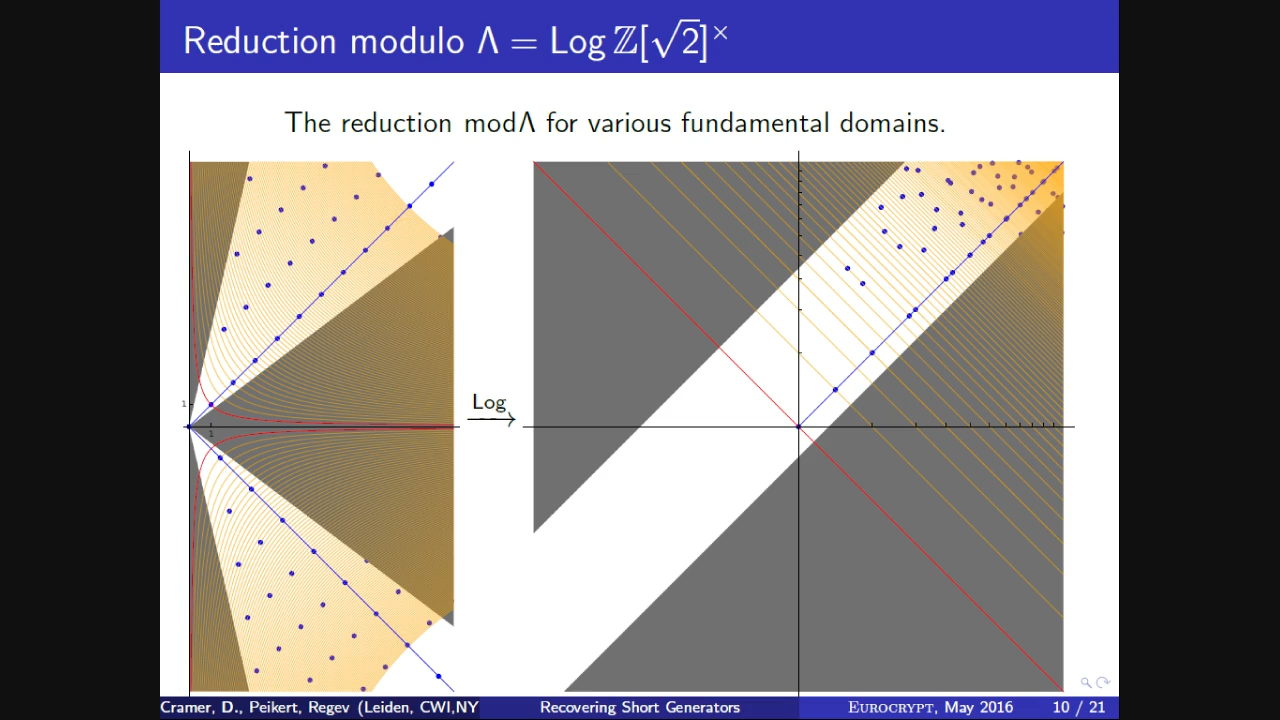 Reduction modulo Λ = Log ℤ[√2]×
The reduction modΛ for various fundamental domains.
1
1
Log
Cramer, D., Peikert, Regev (Leiden, CWI,NY
Recovering Short Generators
Eurocrypt, May 2016
10 / 21